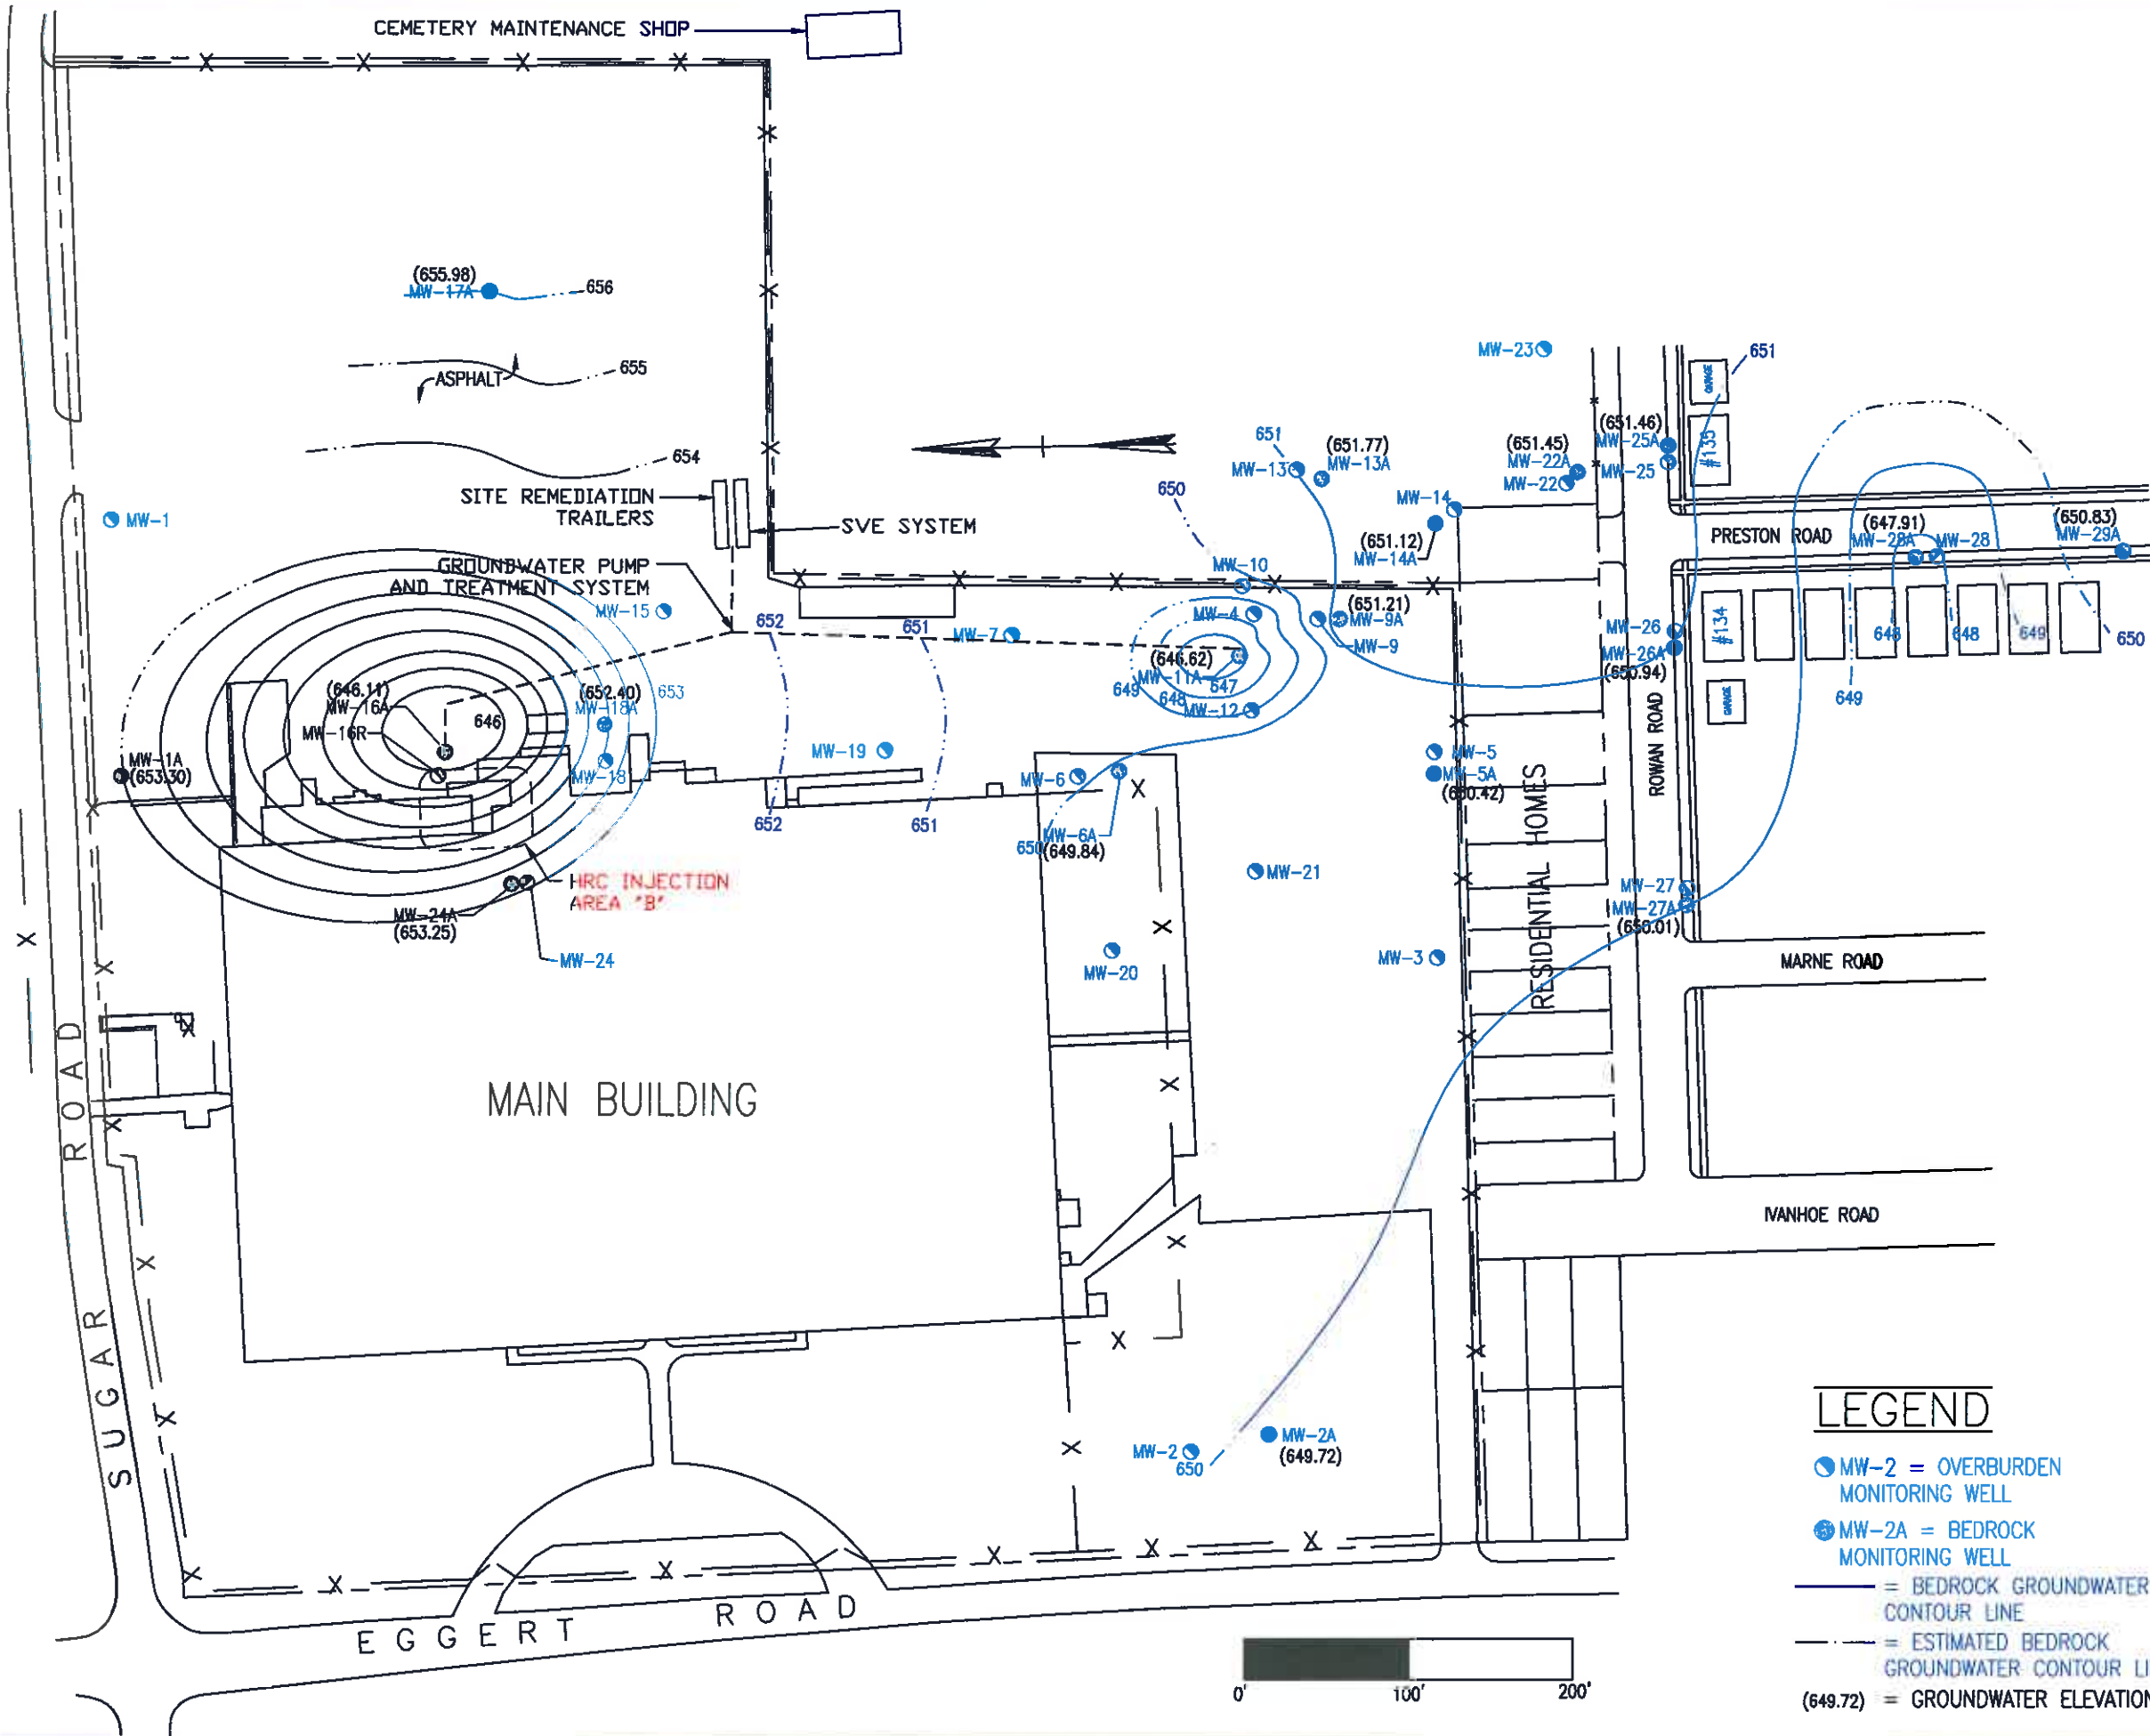 CEMETERY MAINTENANCE SHOP
(655.98)
MW-17A
656
655
ASPHALT
654
SITE REMEDIATION
TRAILERS
SVE SYSTEM
MW-1
GROUNDWATER PUMP
AND TREATMENT SYSTEM
MW-15
652
651
MW-7
(646.11)
MW-16A
646
MW-16R
(652.40)
MW-18A
653
MW-18
MW-1A
(653.30)
MW-19
652
651
HRC INJECTION
AREA "B"
MW-24A
(653.25)
MW-24
MW-23
651
651
(651.77)
MW-13
MW-13A
650
(651.45)
MW-22A
MW-22
(651.46)
MW-25A
MW-25
GARAGE
#135
MW-14
(651.12)
MW-14A
MW-10
MW-4
(651.21)
MW-9A
MW-9
(646.62)
MW-11A
647
649
648
MW-12
MW-6
MW-6A
650
(649.84)
MW-5
MW-5A
(650.42)
MW-21
MW-20
MW-3
PRESTON ROAD
(647.91)
MW-28A
MW-28
(650.83)
MW-29A
MW-26
MW-26A
(650.94)
#134
GARAGE
648
648
649
650
649
ROWAN ROAD
RESIDENTIAL HOMES
MW-27
MW-27A
(650.01)
MARNE ROAD
IVANHOE ROAD
MAIN BUILDING
SUGAR ROAD
EGGERT ROAD
MW-2
650
MW-2A
(649.72)
0'
100'
200'
LEGEND
MW-2 = OVERBURDEN
MONITORING WELL
MW-2A = BEDROCK
MONITORING WELL
= BEDROCK GROUNDWATER
CONTOUR LINE
= ESTIMATED BEDROCK
GROUNDWATER CONTOUR LI
(649.72) = GROUNDWATER ELEVATION